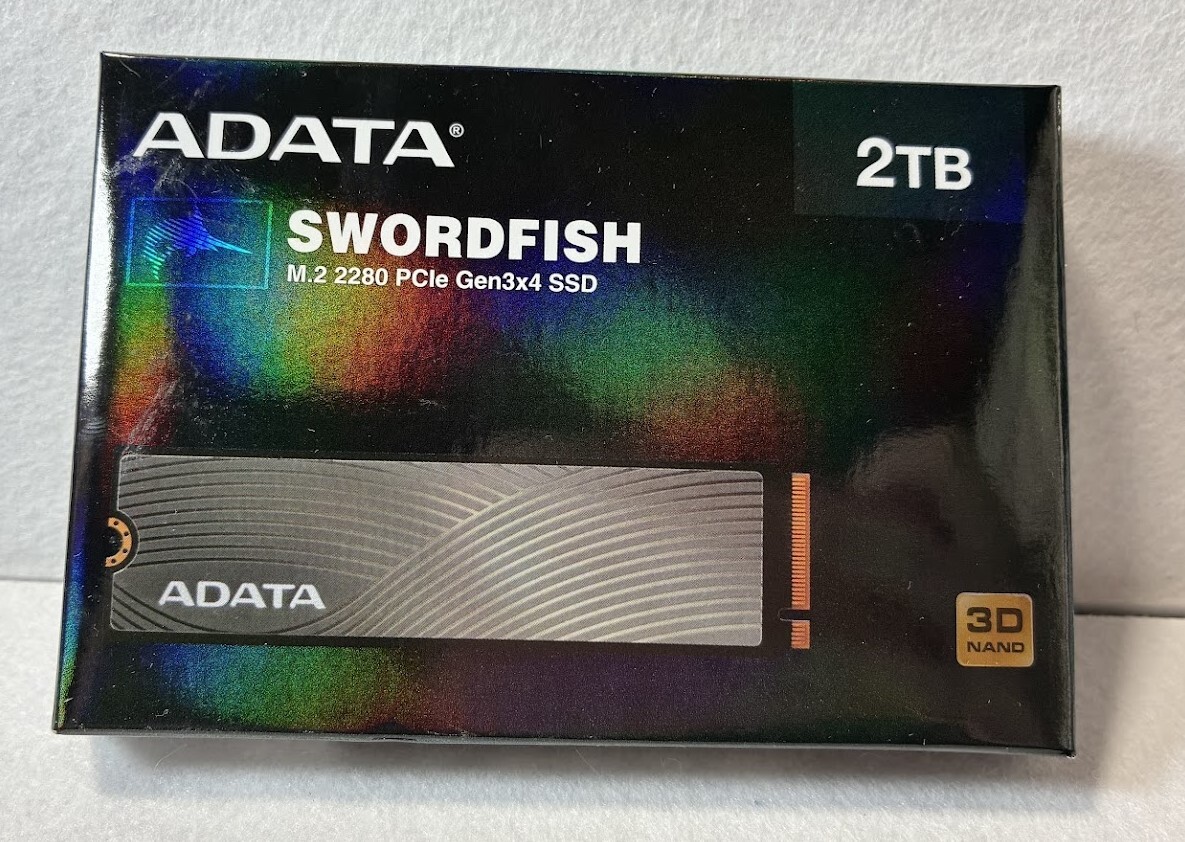 ADATA®
2TB
SWORDFISH
M.2 2280 PCIe Gen3x4 SSD
ADATA
3D
NAND